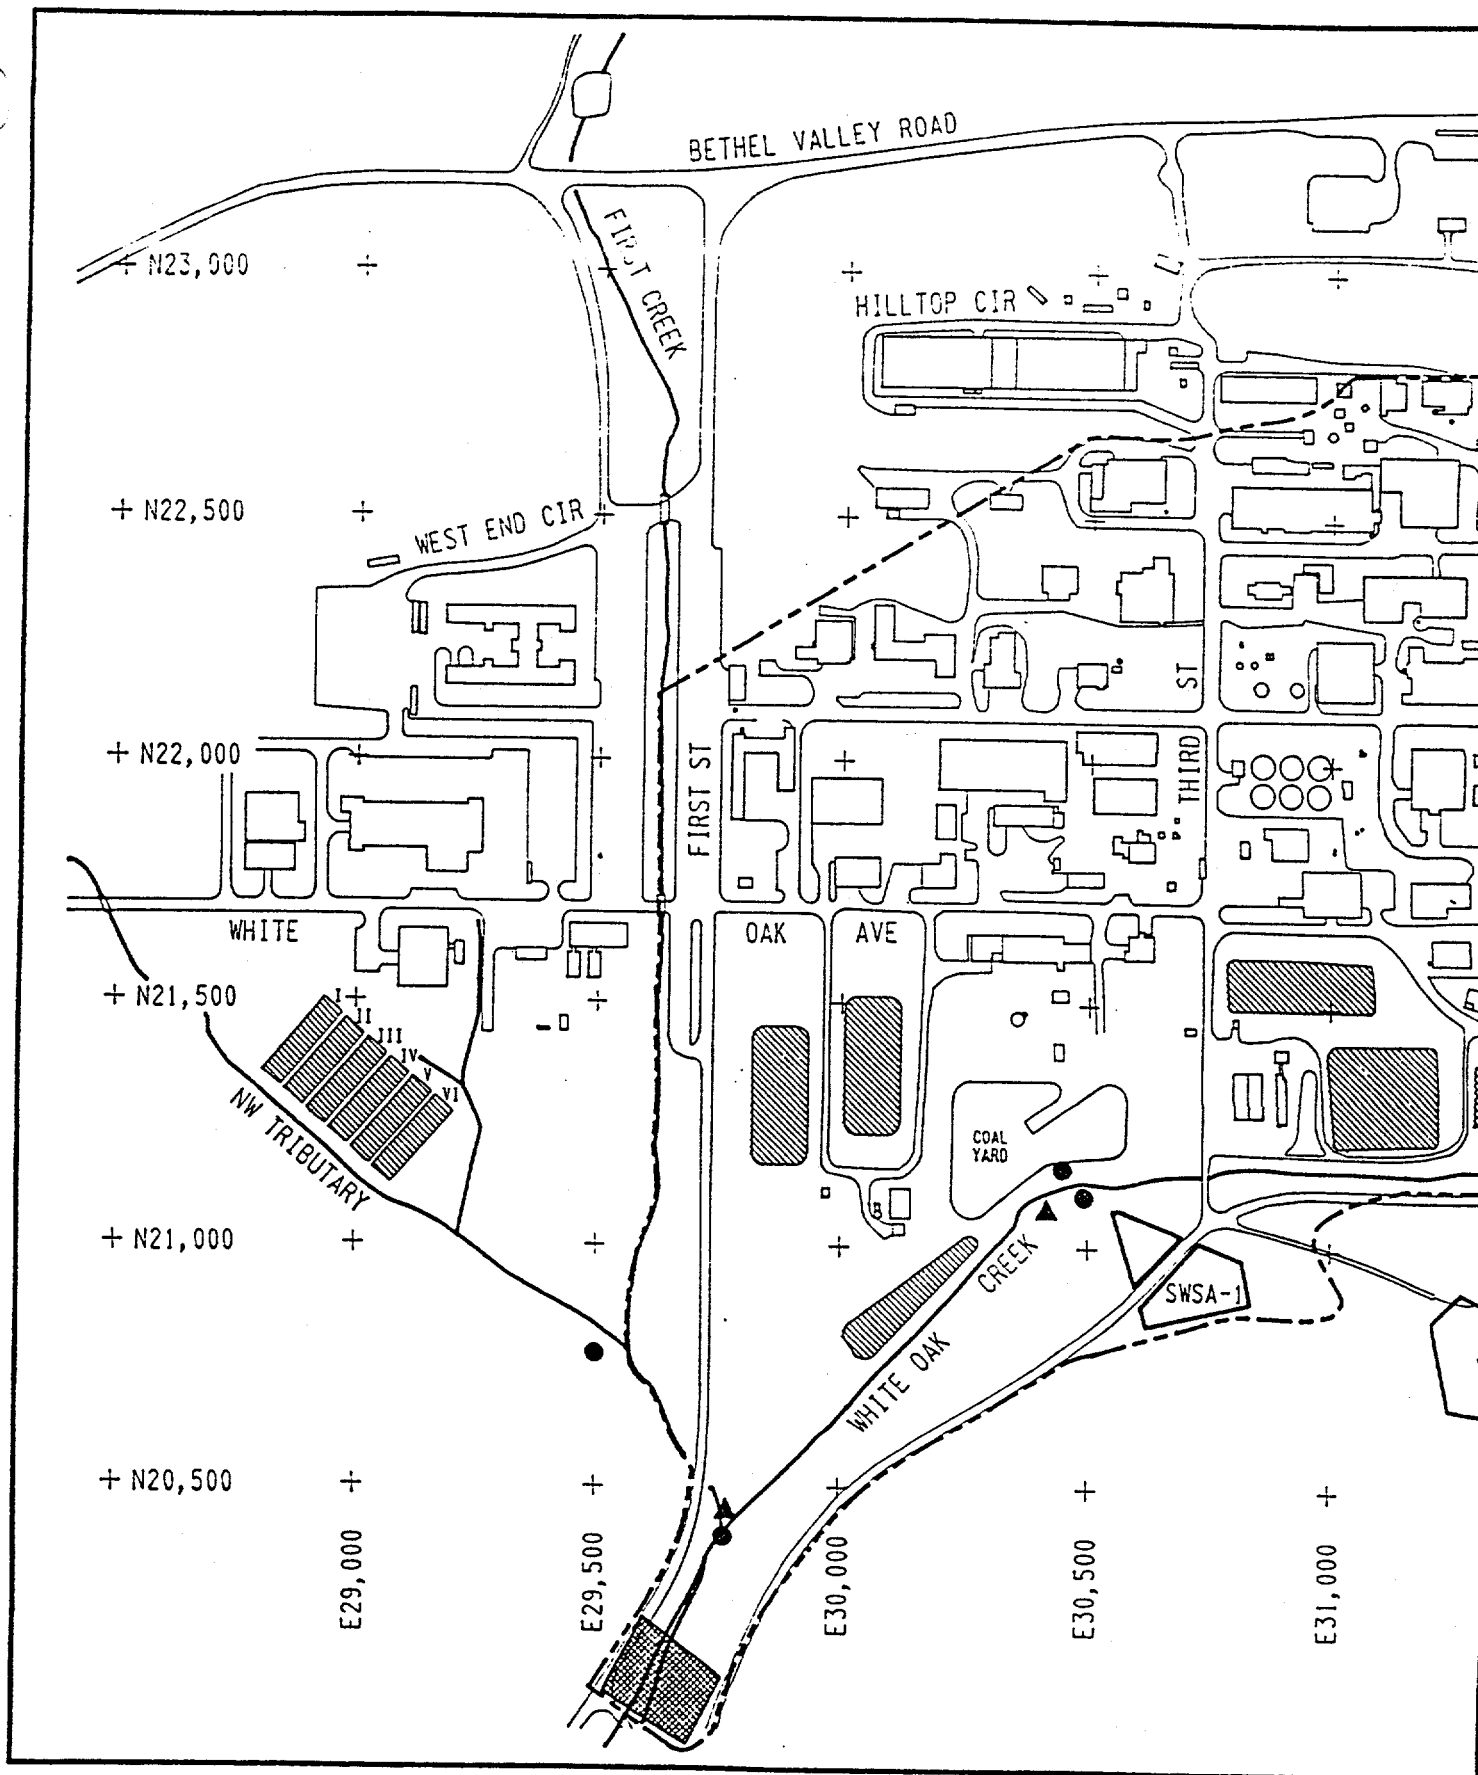 BETHEL VALLEY ROAD
FIRST CREEK
N23,000
HILLTOP CIR
N22,500
WEST END CIR
ST
N22,000
FIRST ST
THIRD
WHITE
OAK
AVE
N21,500
I
II
III
IV
V
VI
NW TRIBUTARY
COAL
YARD
N21,000
CREEK
SWSA-1
WHITE OAK
N20,500
E29,000
E29,500
E30,000
E30,500
E31,000